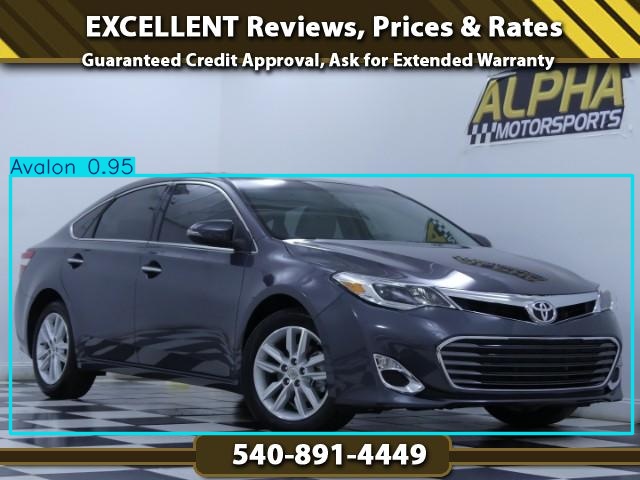 EXCELLENT Reviews, Prices & Rates
Guaranteed Credit Approval, Ask for Extended Warranty
ALPHA
MOTORSPORTS
Avalon 0.95
540-891-4449